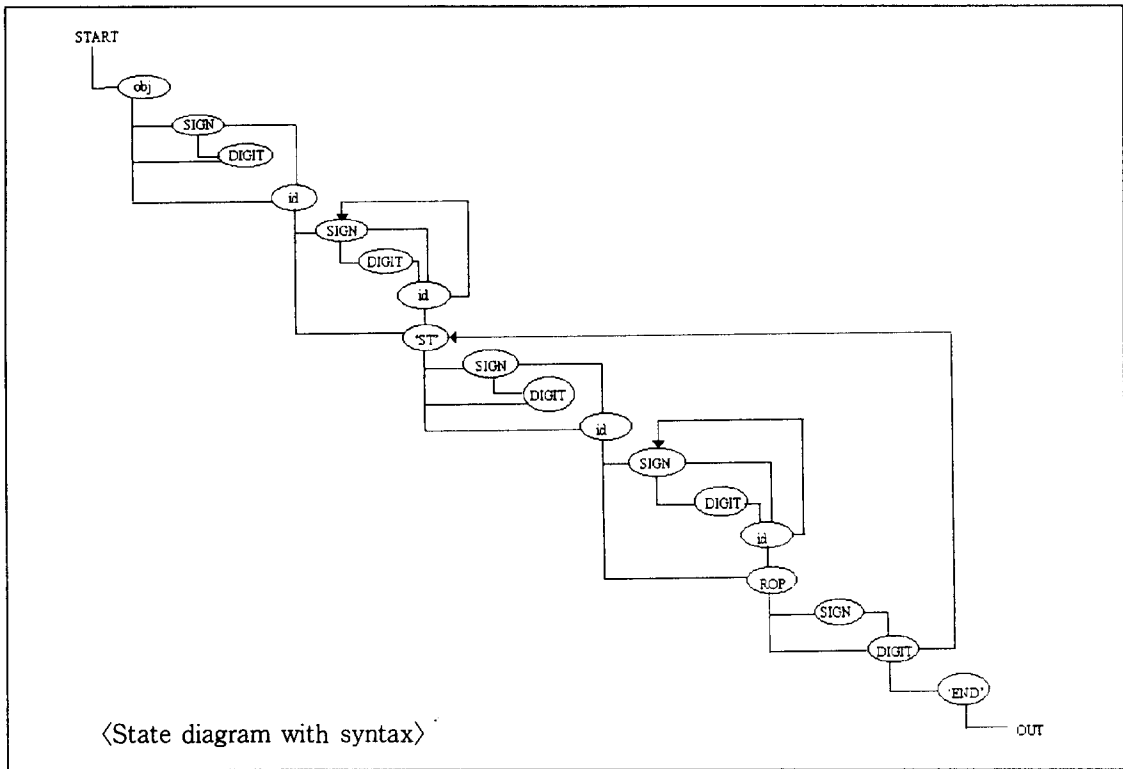 START
obj
SIGN
DIGIT
id
SIGN
DIGIT
id
'ST'
SIGN
DIGIT
id
SIGN
DIGIT
id
ROP
SIGN
DIGIT
'END'
OUT
〈State diagram with syntax〉